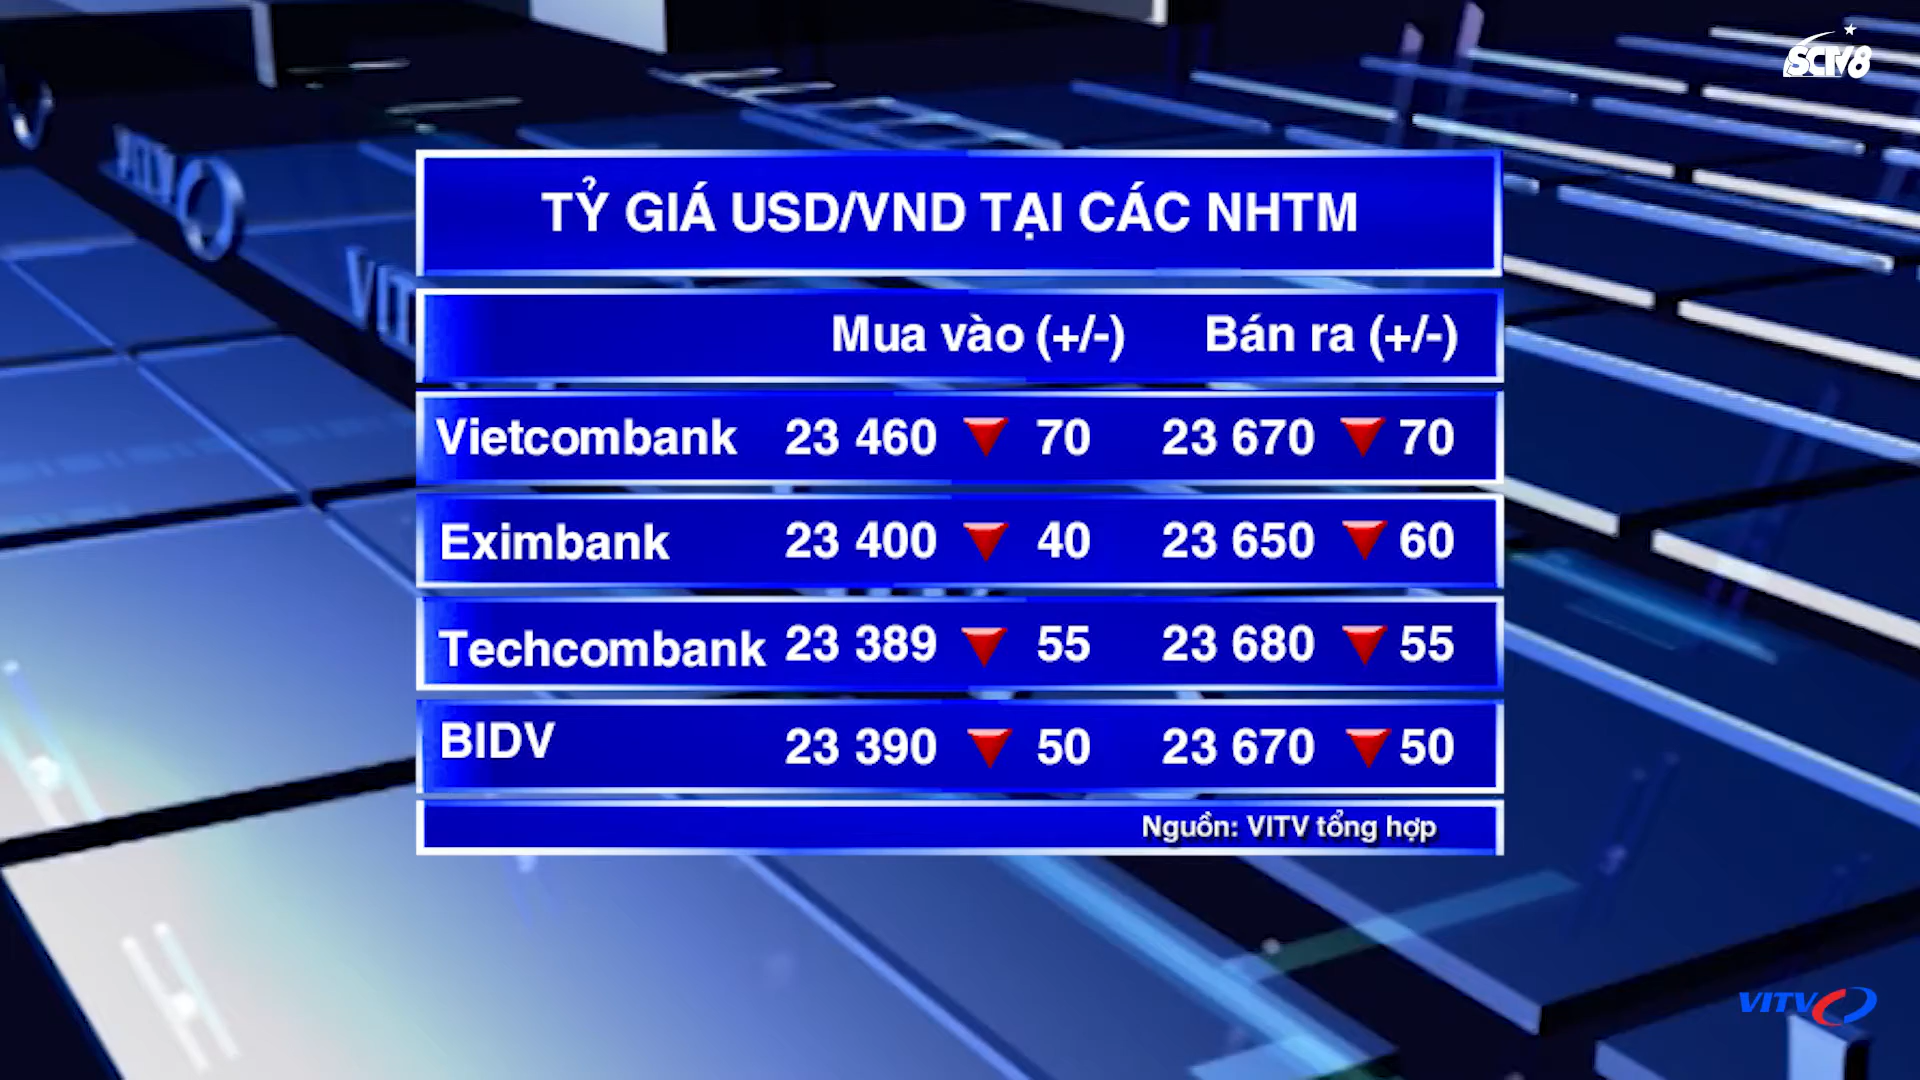 SCTV8
TỶ GIÁ USD/VND TẠI CÁC NHTM
Mua vào (+/-) Bán ra (+/-)
Vietcombank 23 460 ▼ 70 23 670 ▼ 70
Eximbank 23 400 ▼ 40 23 650 ▼ 60
Techcombank 23 389 ▼ 55 23 680 ▼ 55
BIDV 23 390 ▼ 50 23 670 ▼ 50
Nguồn: VITV tổng hợp
VITV